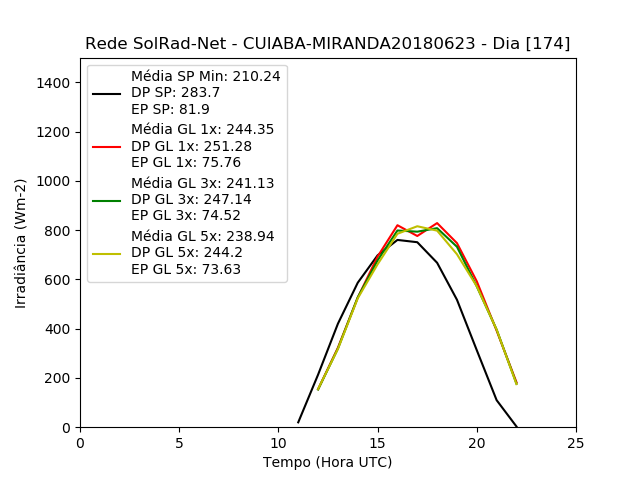 Rede SolRad-Net - CUIABA-MIRANDA20180623 - Dia [174]
Média SP Min: 210.24
DP SP: 283.7
EP SP: 81.9
Média GL 1x: 244.35
DP GL 1x: 251.28
EP GL 1x: 75.76
Média GL 3x: 241.13
DP GL 3x: 247.14
EP GL 3x: 74.52
Média GL 5x: 238.94
DP GL 5x: 244.2
EP GL 5x: 73.63
Irradiância (Wm-2)
1400
1200
1000
800
600
400
200
0
0 5 10 15 20 25
Tempo (Hora UTC)